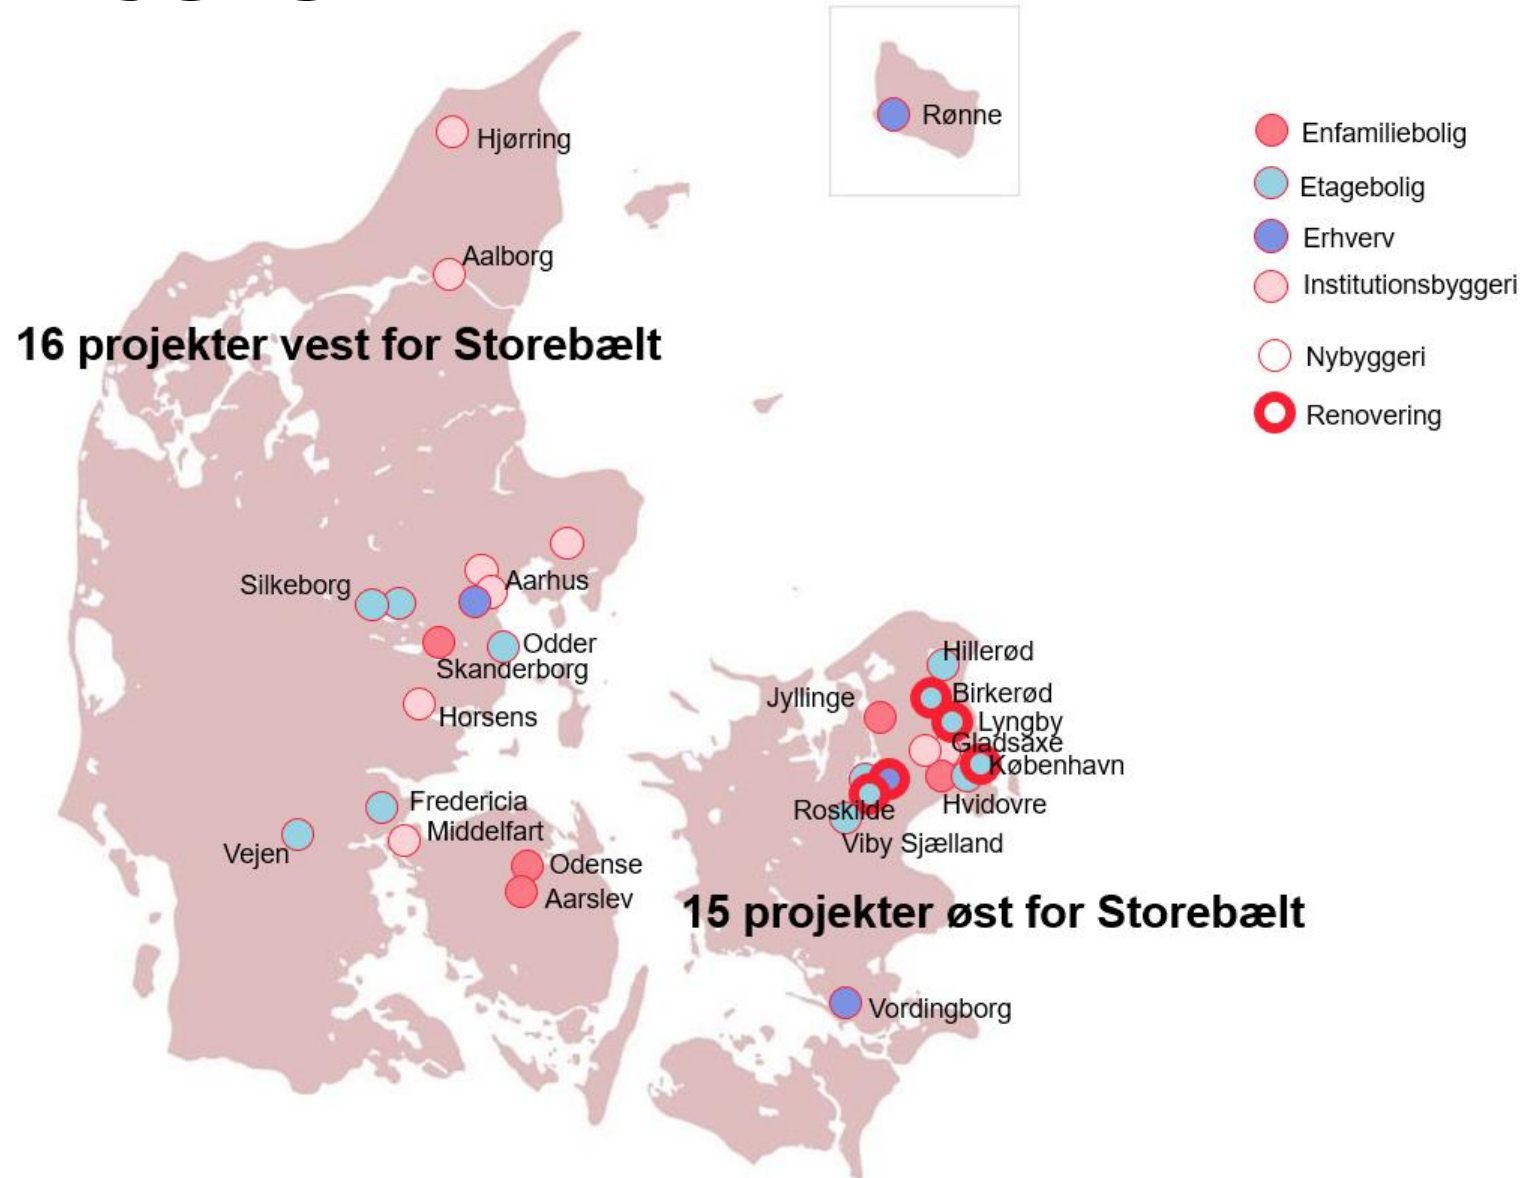 Hjørring
Rønne
Enfamiliebolig
Etagebolig
Erhverv
Institutionsbyggeri
Nybyggeri
Renovering
Aalborg
16 projekter vest for Storebælt
Silkeborg
Aarhus
Odder
Skanderborg
Horsens
Fredericia
Middelfart
Vejen
Odense
Aarslev
Hillerød
Jyllinge
Birkerød
Lyngby
Gladsaxe
København
Hvidovre
Roskilde
Viby Sjælland
15 projekter øst for Storebælt
Vordingborg